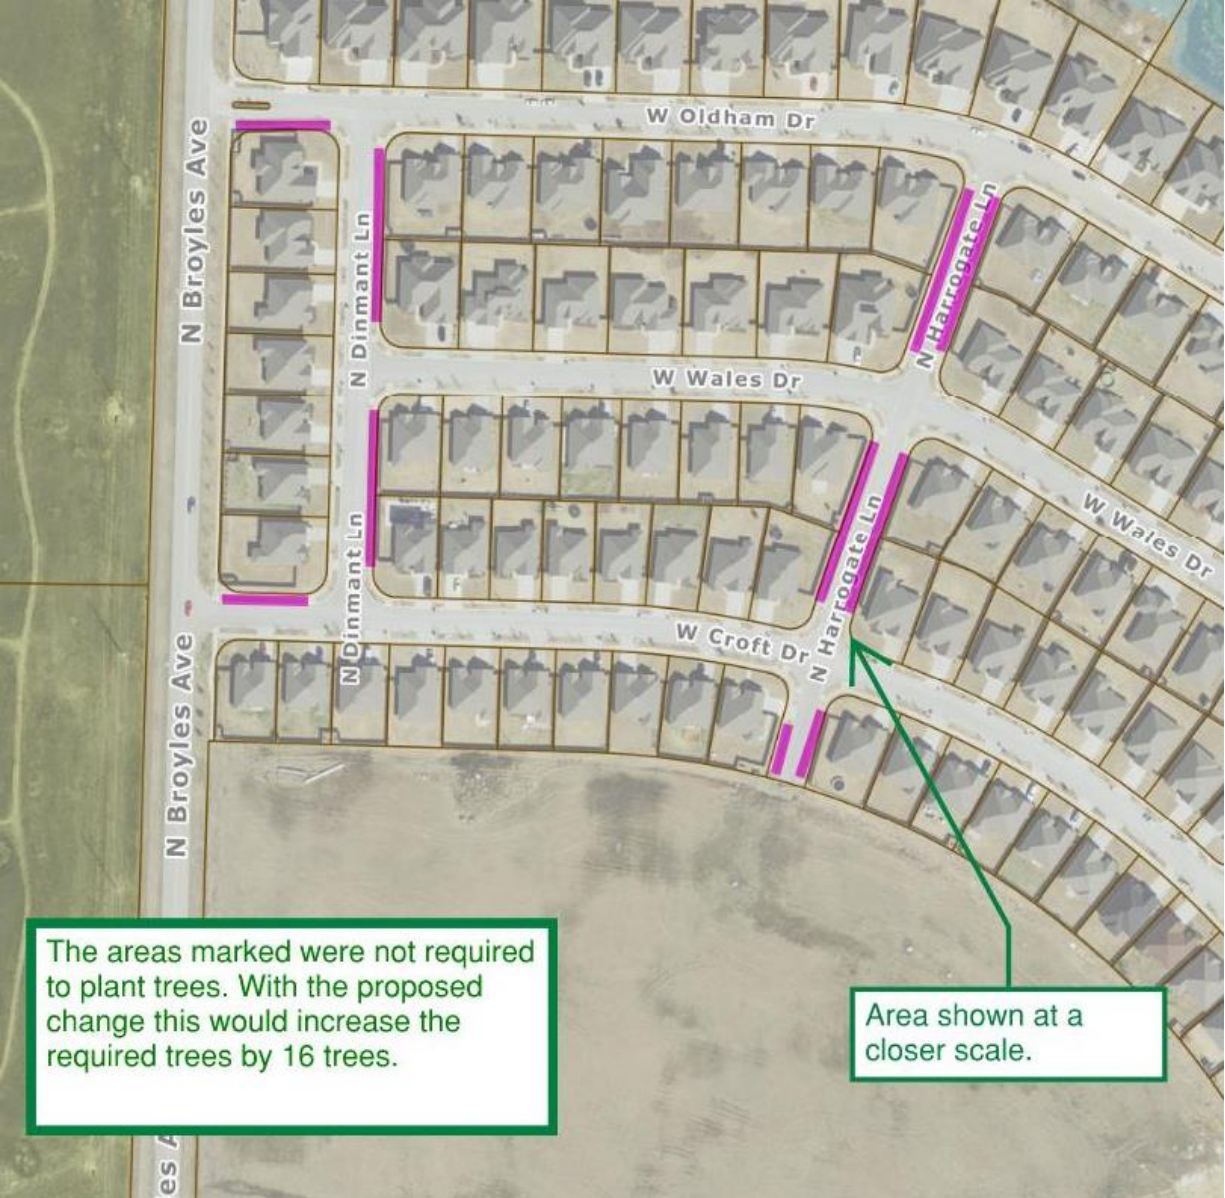 W Oldham Dr
N Broyles Ave
N Dinmant Ln
N Harrogate Ln
W Wales Dr
W Wales Dr
N Dinmant Ln
N Harrogate Ln
W Croft Dr
N Broyles Ave
The areas marked were not required
to plant trees. With the proposed
change this would increase the
required trees by 16 trees.
Area shown at a
closer scale.
es A